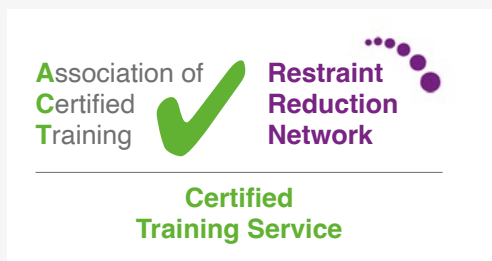 Association of
Certified
Training
Restraint
Reduction
Network
Certified
Training Service